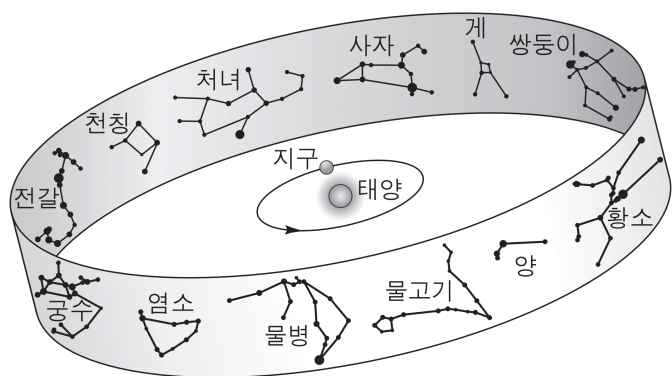 게
사자
쌍둥이
처녀
천칭
지구
태양
전갈
황소
양
물고기
궁수
염소
물병